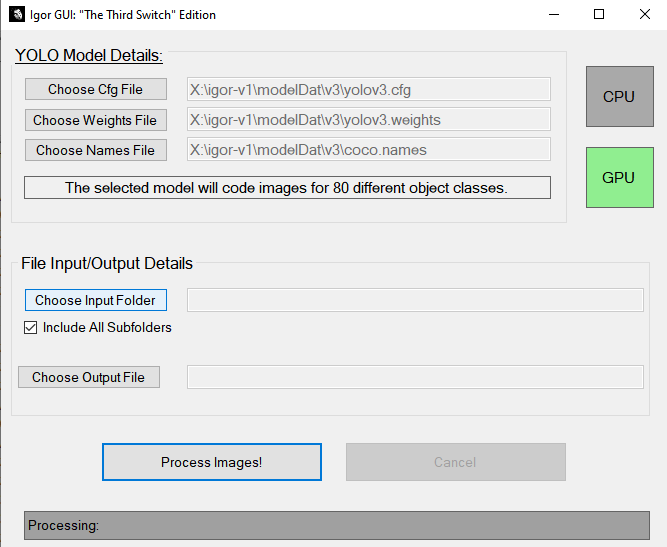 Igor GUI: "The Third Switch" Edition
YOLO Model Details:
Choose Cfg File
X:\igor-v1\modelDat\v3\yolov3.cfg
CPU
Choose Weights File
X:\igor-v1\modelDat\v3\yolov3.weights
Choose Names File
X:\igor-v1\modelDat\v3\coco.names
GPU
The selected model will code images for 80 different object classes.
File Input/Output Details
Choose Input Folder
Include All Subfolders
Choose Output File
Process Images!
Cancel
Processing: